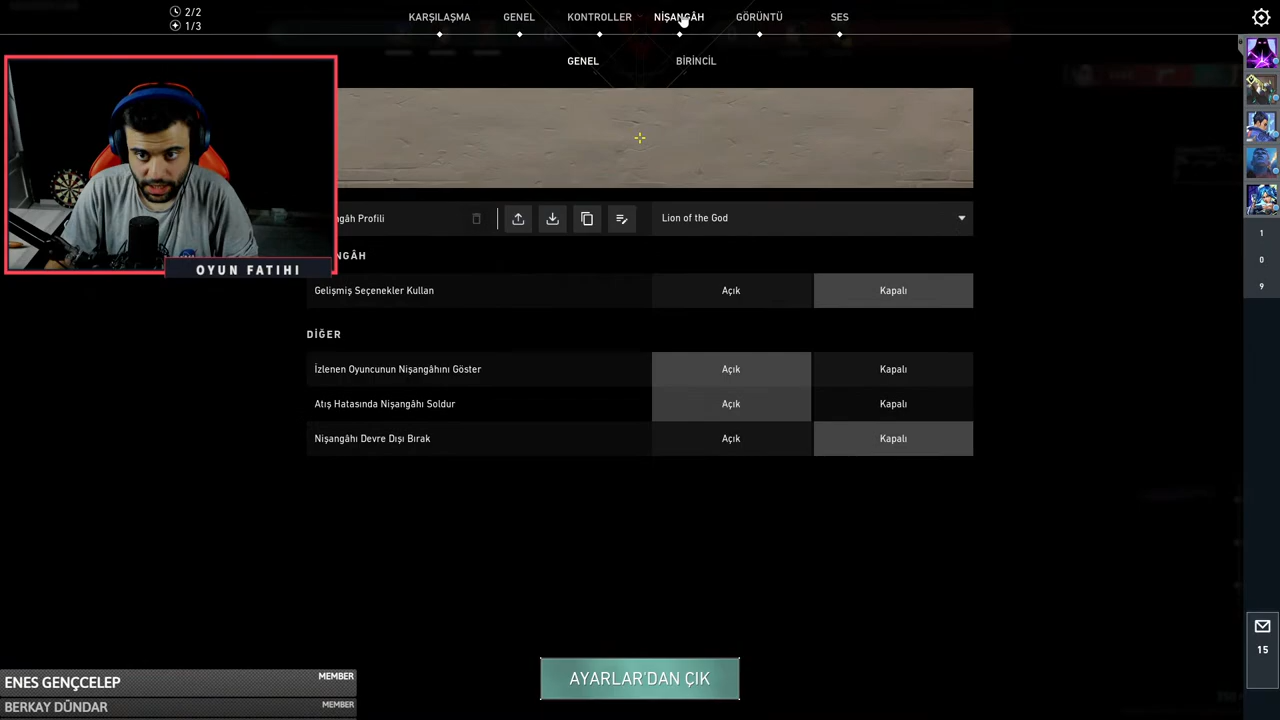 2/2
1/3
KARŞILAŞMA
GENEL
KONTROLLER
NİŞANGÂH
GÖRÜNTÜ
SES
GENEL
BİRİNCİL
OYUN FATIHI
Profili
Lion of the God
Gelişmiş Seçenekler Kullan
Açık
Kapalı
DİĞER
İzlenen Oyuncunun Nişangâhını Göster
Açık
Kapalı
Atış Hatasında Nişangâhı Soldur
Açık
Kapalı
Nişangâhı Devre Dışı Bırak
Açık
Kapalı
1
0
9
15
AYARLAR'DAN ÇIK
ENES GENÇCELEP
MEMBER
BERKAY DÜNDAR
MEMBER